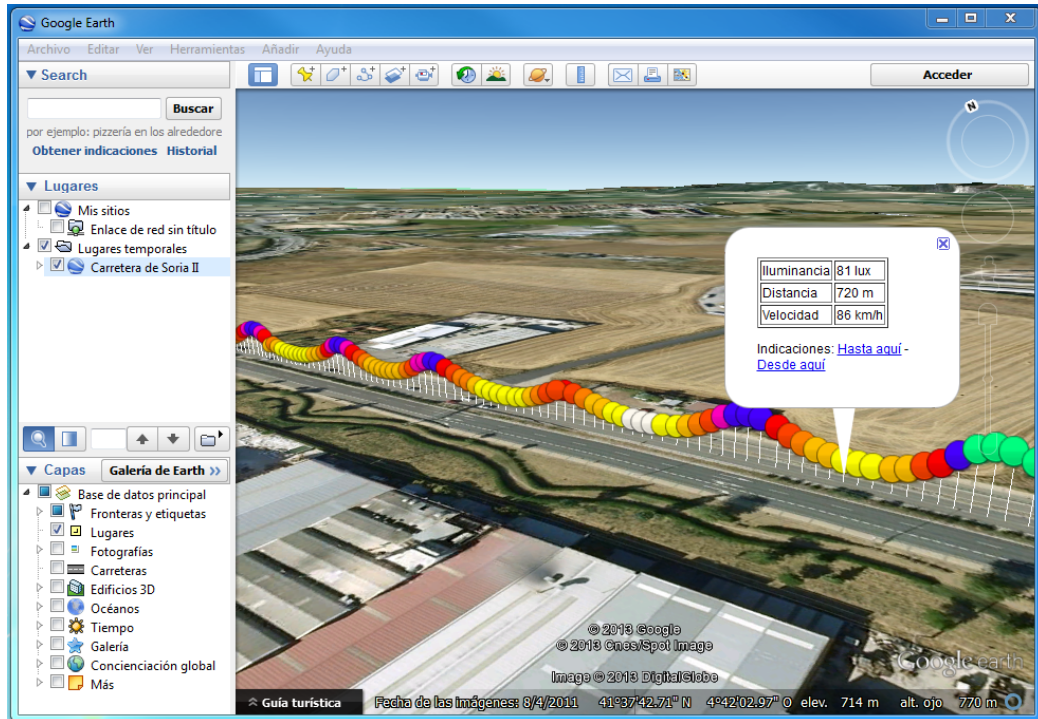 Google Earth
Archivo Editar Ver Herramientas Añadir Ayuda
Search
Buscar
por ejemplo: pizzería en los alrededore
Obtener indicaciones Historial
Lugares
Mis sitios
Enlace de red sin título
Lugares temporales
Carretera de Soria II
Capas Galería de Earth >>
Base de datos principal
Fronteras y etiquetas
Lugares
Fotografías
Carreteras
Edificios 3D
Océanos
Tiempo
Galería
Concienciación global
Más
Acceder
N
Iluminancia 81 lux
Distancia 720 m
Velocidad 86 km/h
Indicaciones: Hasta aquí -
Desde aquí
© 2013 Google
© 2013 Cnes/Spot Image
Image © 2013 DigitalGlobe
Google earth
Guía turística Fecha de las imágenes: 8/4/2011 41°37'42.71" N 4°42'02.97" O elev. 714 m alt. ojo 770 m